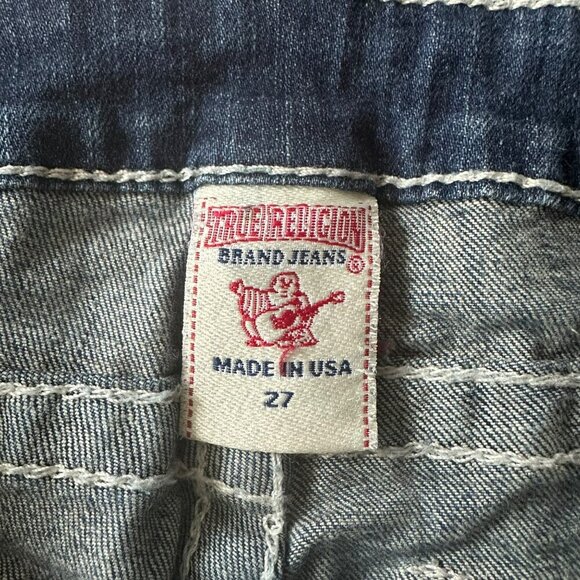 TRUE RELIGION
BRAND JEANS
®
MADE IN USA
27